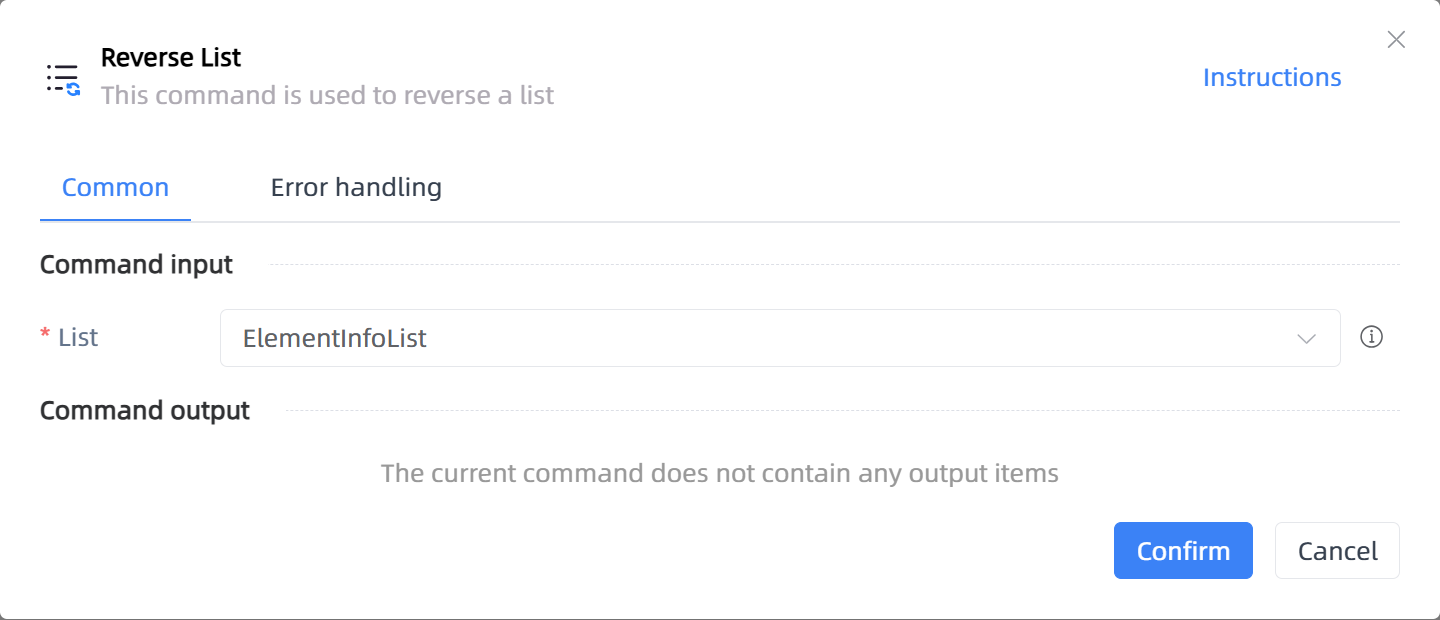 Reverse List
This command is used to reverse a list
Instructions
Common
Error handling
Command input
* List
ElementInfoList
Command output
The current command does not contain any output items
Confirm
Cancel